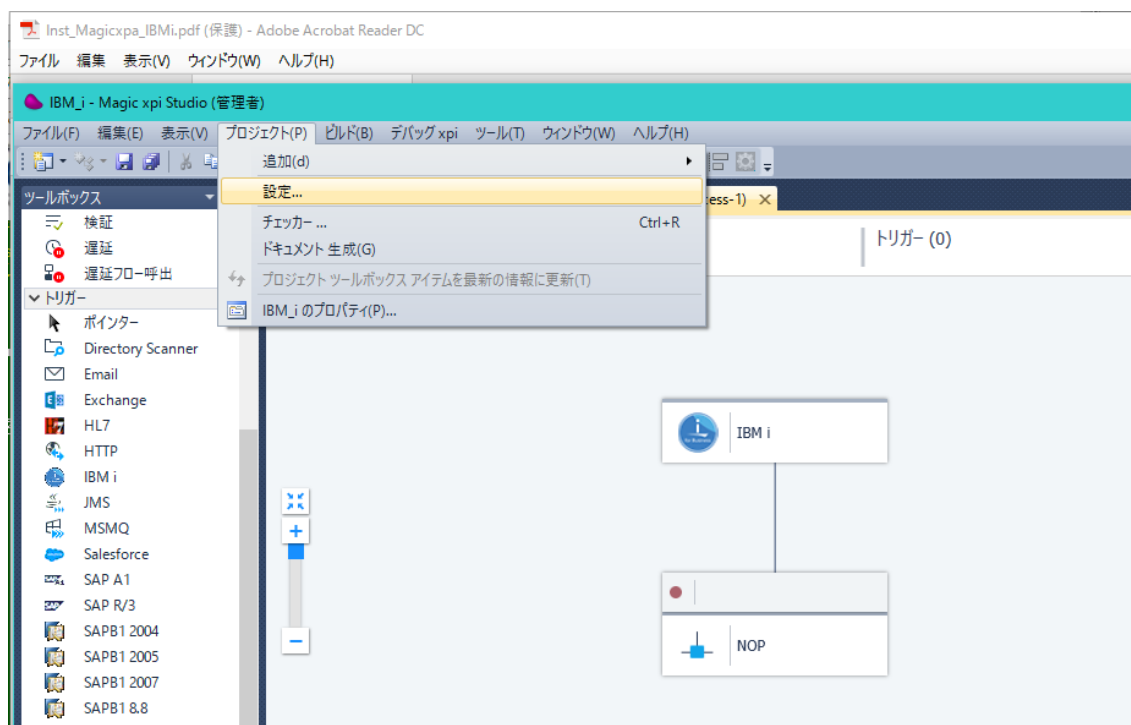 Inst_Magicxpa_IBMi.pdf (保護) - Adobe Acrobat Reader DC
ファイル 編集 表示(V) ウィンドウ(W) ヘルプ(H)
IBM_i - Magic xpi Studio (管理者)
ファイル(F) 編集(E) 表示(V) プロジェクト(P) ビルド(B) デバッグ xpi ツール(T) ウィンドウ(W) ヘルプ(H)
追加(d)
設定...
チェッカー ... Ctrl+R
ドキュメント 生成(G)
プロジェクト ツールボックス アイテムを最新の情報に更新(T)
IBM_i のプロパティ(P)...
ess-1)
トリガー (0)
ツールボックス
検証
遅延
遅延フロー呼出
トリガー
ポインター
Directory Scanner
Email
Exchange
HL7
HTTP
IBM i
JMS
MSMQ
Salesforce
SAP A1
SAP R/3
SAPB1 2004
SAPB1 2005
SAPB1 2007
SAPB1 8.8
IBM i
NOP